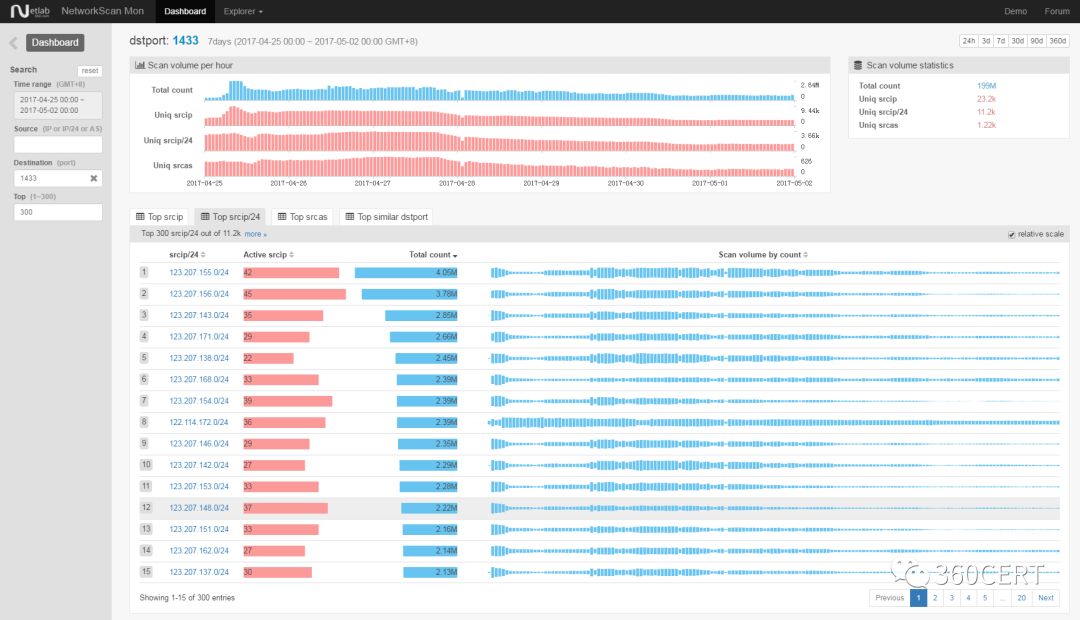 Netlab 360.com NetworkScan Mon Dashboard Explorer Demo Forum
Dashboard
dstport: 1433 7days (2017-04-25 00:00 ~ 2017-05-02 00:00 GMT+8)
24h 3d 7d 30d 90d 360d
Search reset
Time range (GMT+8)
2017-04-25 00:00 ~
2017-05-02 00:00
Source (IP or IP/24 or AS)
Destination (port)
1433
Top (1~300)
300
Scan volume per hour
Total count 2.64M 0
Uniq srcip 9.44k 0
Uniq srcip/24 3.66k 0
Uniq srcas 626 0
2017-04-25 2017-04-26 2017-04-27 2017-04-28 2017-04-29 2017-04-30 2017-05-01 2017-05-02
Scan volume statistics
Total count 199M
Uniq srcip 23.2k
Uniq srcip/24 11.2k
Uniq srcas 1.22k
Top srcip Top srcip/24 Top srcas Top similar dstport
Top 300 srcip/24 out of 11.2k more » relative scale
srcip/24 Active srcip Total count Scan volume by count
1 123.207.155.0/24 42 4.05M
2 123.207.156.0/24 45 3.78M
3 123.207.143.0/24 35 2.85M
4 123.207.171.0/24 29 2.66M
5 123.207.138.0/24 22 2.45M
6 123.207.168.0/24 33 2.39M
7 123.207.154.0/24 39 2.39M
8 122.114.172.0/24 36 2.39M
9 123.207.146.0/24 29 2.35M
10 123.207.142.0/24 27 2.29M
11 123.207.153.0/24 33 2.28M
12 123.207.148.0/24 37 2.22M
13 123.207.151.0/24 33 2.16M
14 123.207.162.0/24 27 2.14M
15 123.207.137.0/24 30 2.13M
360CERT
Showing 1-15 of 300 entries
Previous 1 2 3 4 5 ... 20 Next